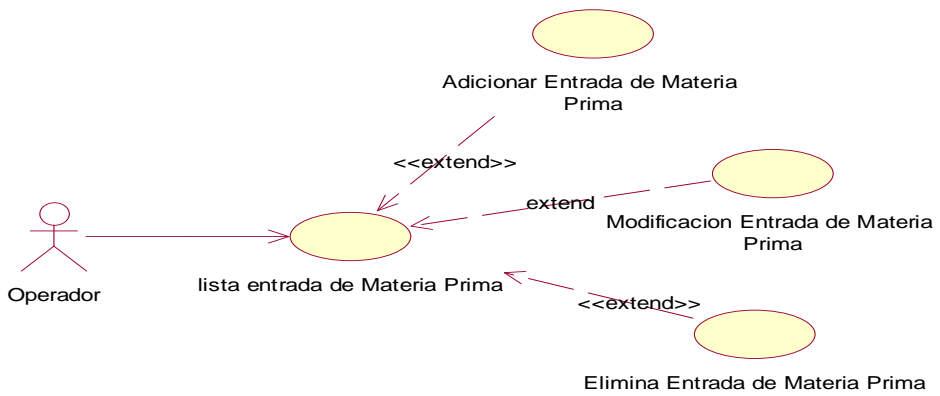 Adicionar Entrada de Materia
Prima
<<extend>>
extend
Modificacion Entrada de Materia
Prima
lista entrada de Materia Prima
Operador
<<extend>>
Elimina Entrada de Materia Prima